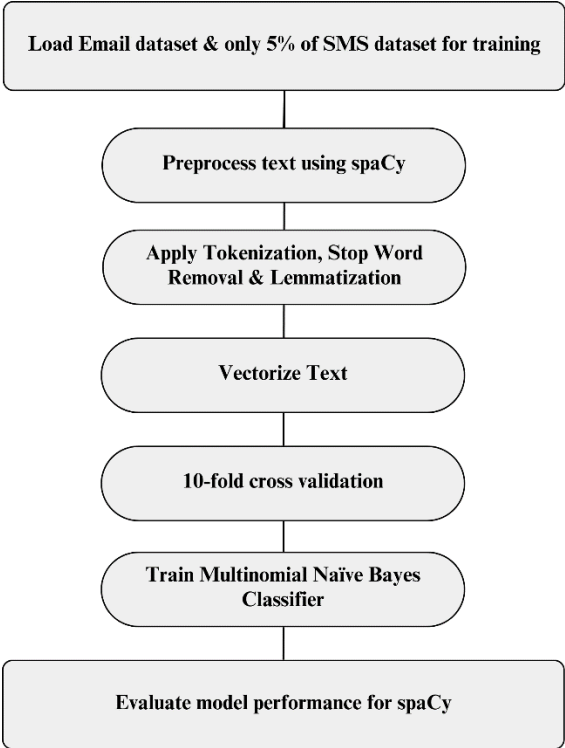 Load Email dataset & only 5% of SMS dataset for training
Preprocess text using spaCy
Apply Tokenization, Stop Word
Removal & Lemmatization
Vectorize Text
10-fold cross validation
Train Multinomial Naïve Bayes
Classifier
Evaluate model performance for spaCy